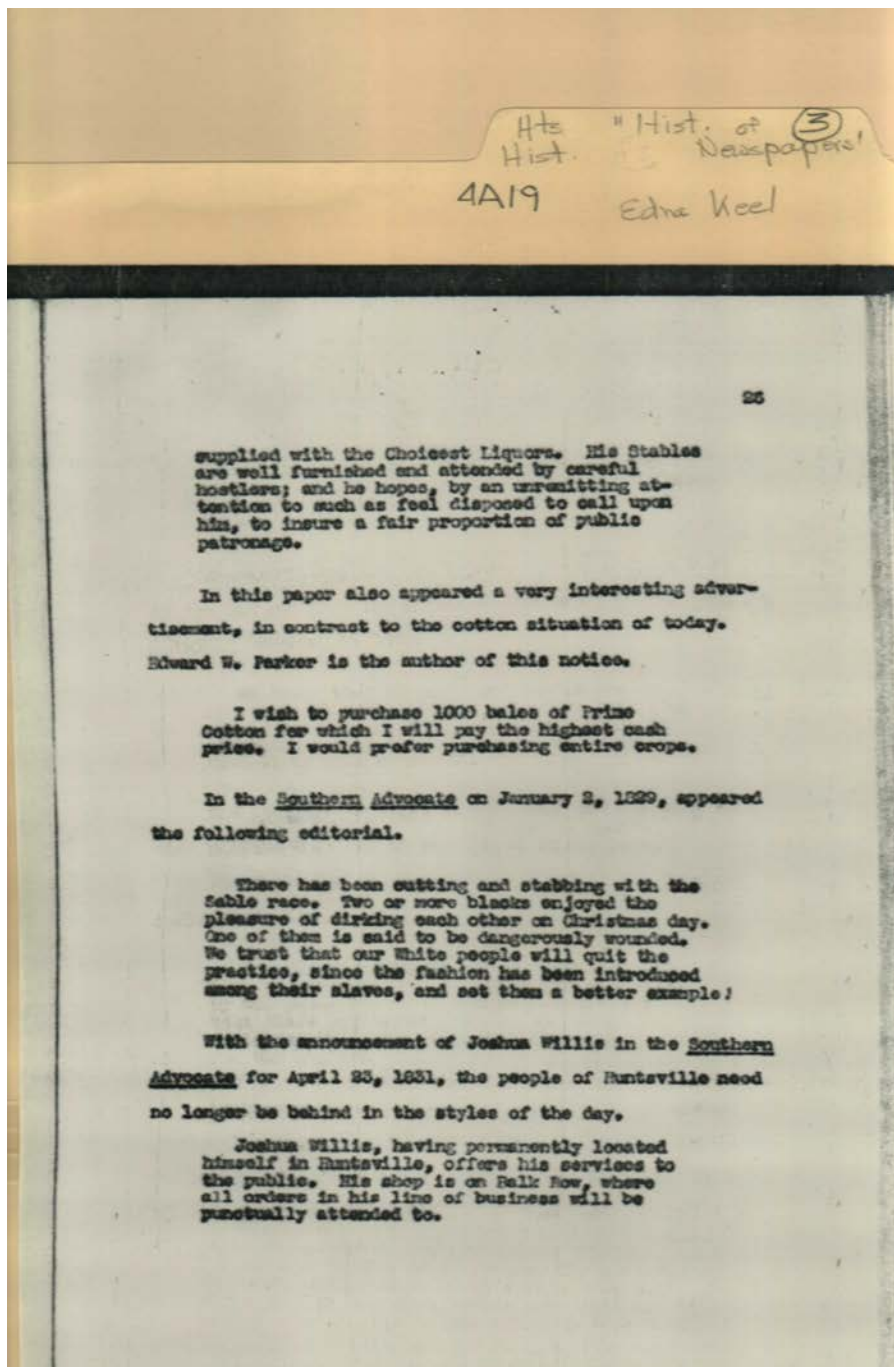 Hts "Hist. of ③
Hist. Newspapers'
4A19 Edna Keel
26
supplied with the Choicest Liquors. His Stables
are well furnished and attended by careful
hostlers; and he hopes, by an unremitting at-
tention to such as feel disposed to call upon
him, to insure a fair proportion of public
patronage.
In this paper also appeared a very interesting adver-
tisement, in contrast to the cotton situation of today.
Edward W. Parker is the author of this notice.
I wish to purchase 1000 bales of Prime
Cotton for which I will pay the highest cash
price. I would prefer purchasing entire crops.
In the Southern Advocate on January 2, 1829, appeared
the following editorial.
There has been cutting and stabbing with the
Sable race. Two or more blacks enjoyed the
pleasure of dirking each other on Christmas day.
One of them is said to be dangerously wounded.
We trust that our White people will quit the
practice, since the fashion has been introduced
among their slaves, and set them a better example!
With the announcement of Joshua Willis in the Southern
Advocate for April 23, 1831, the people of Huntsville need
no longer be behind in the styles of the day.
Joshua Willis, having permanently located
himself in Huntsville, offers his services to
the public. His shop is on Balk Row, where
all orders in his line of business will be
punctually attended to.